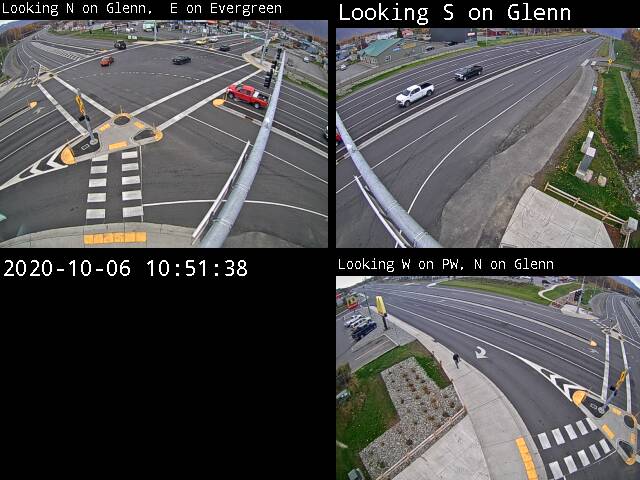 Looking N on Glenn,  E on Evergreen
Looking S on Glenn
2020-10-06 10:51:38
Looking W on PW, N on Glenn